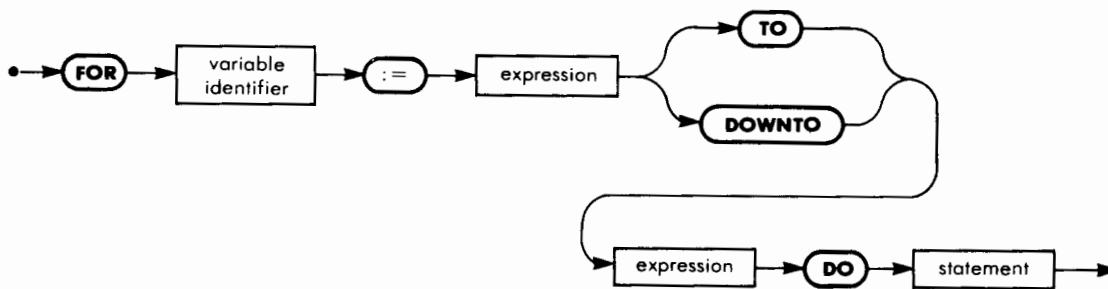 FOR
variable
identifier
:=
expression
TO
DOWNTO
expression
DO
statement